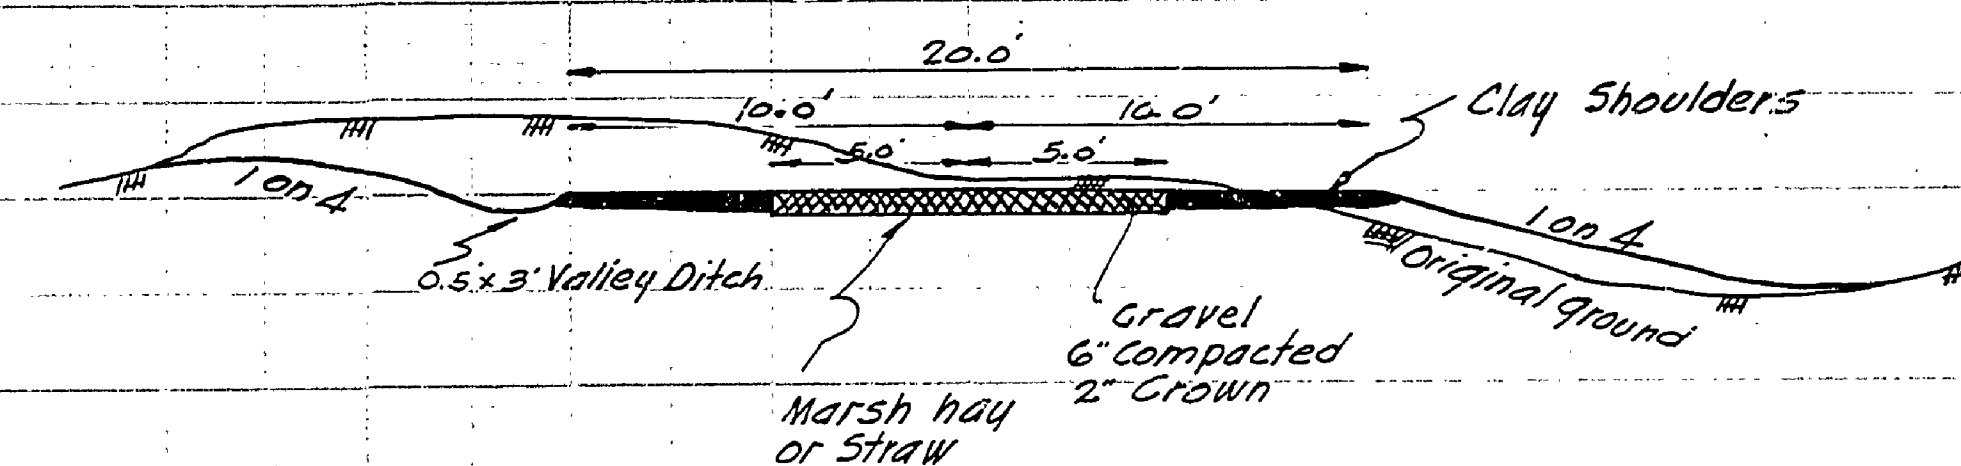 20.0'
10.0'
10.0'
Clay Shoulders
5.0'
5.0'
1 on 4
1 on 4
0.5'x3' Valley Ditch
Original ground
Gravel
6" Compacted
2" Crown
Marsh hay
or Straw